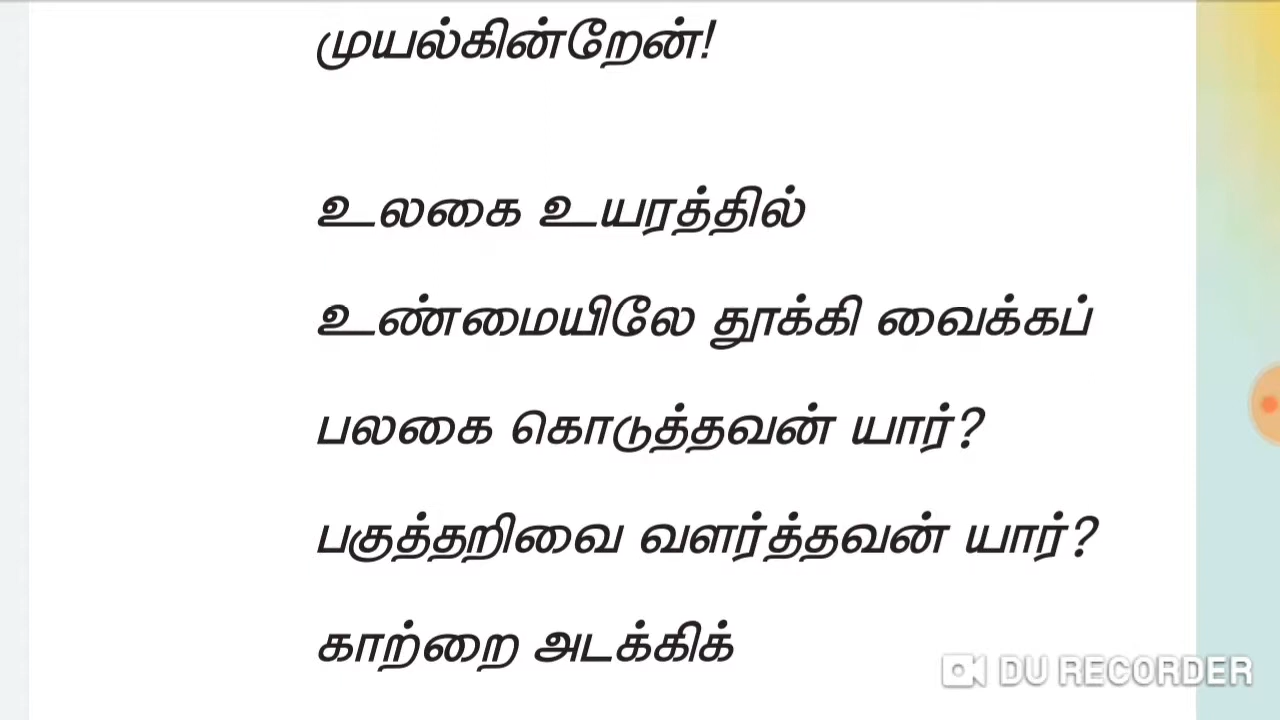 முயல்கின்றேன்!
உலகை உயரத்தில்
உண்மையிலே தூக்கி வைக்கப்
பலகை கொடுத்தவன் யார்?
பகுத்தறிவை வளர்த்தவன் யார்?
காற்றை அடக்கிக்
DU RECORDER